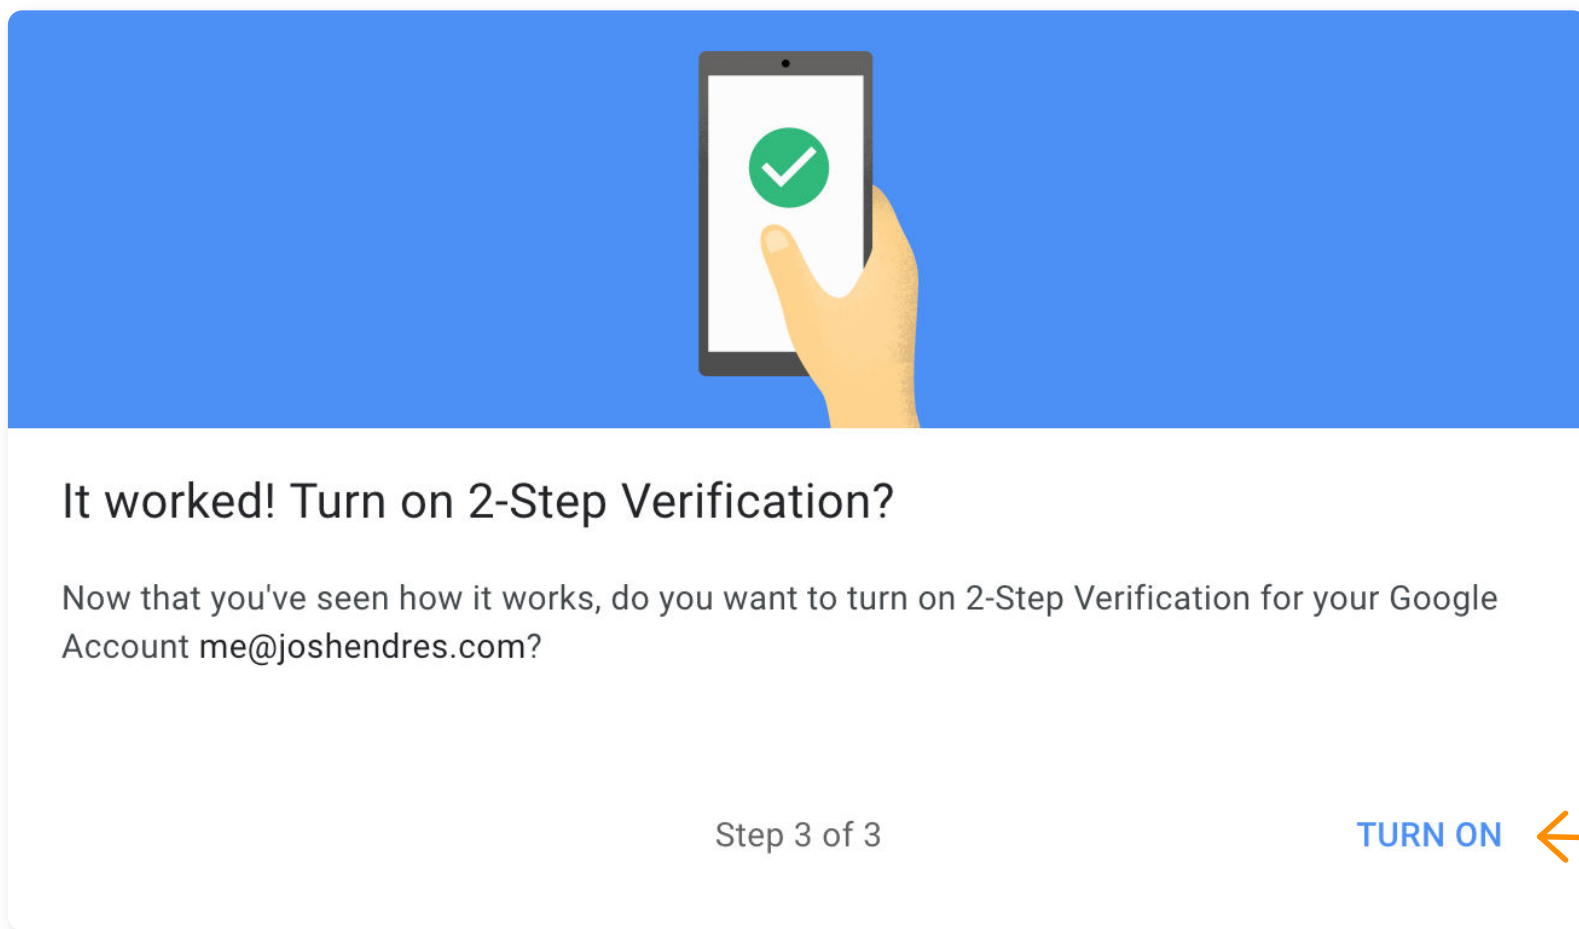 It worked! Turn on 2-Step Verification?
Now that you've seen how it works, do you want to turn on 2-Step Verification for your Google
Account me@joshendres.com?
Step 3 of 3
TURN ON